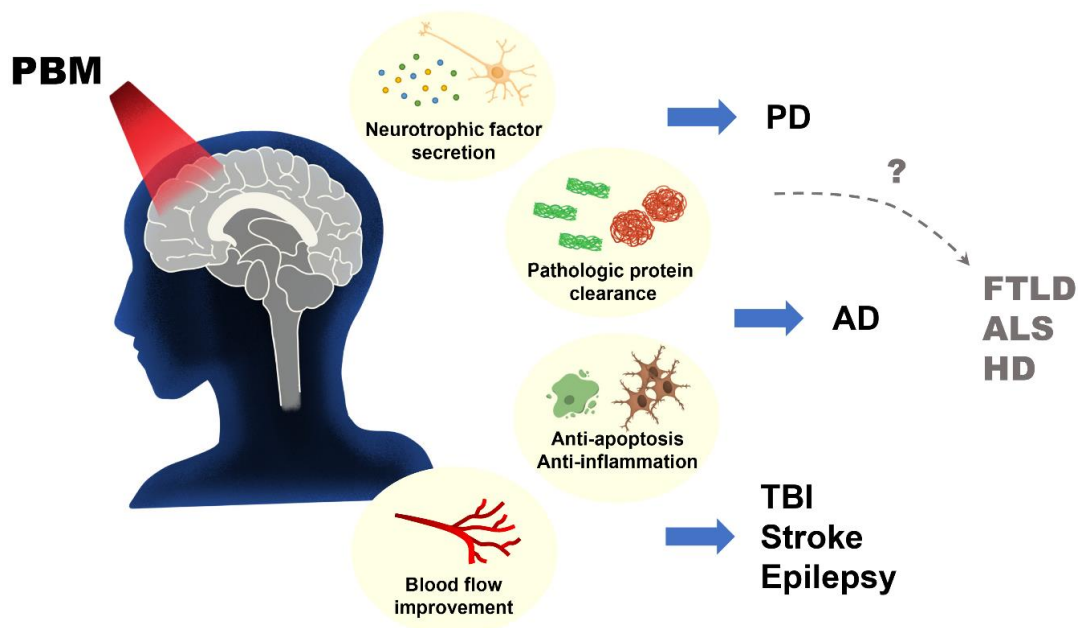 PBM
Neurotrophic factor
secretion
PD
?
Pathologic protein
clearance
FTLD
ALS
HD
AD
Anti-apoptosis
Anti-inflammation
TBI
Stroke
Epilepsy
Blood flow
improvement